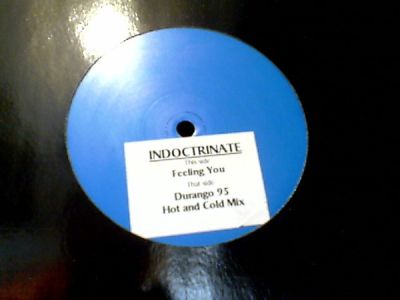 INDOCTRINATE
This side
Feeling You
That side
Durango 95
Hot and Cold Mix